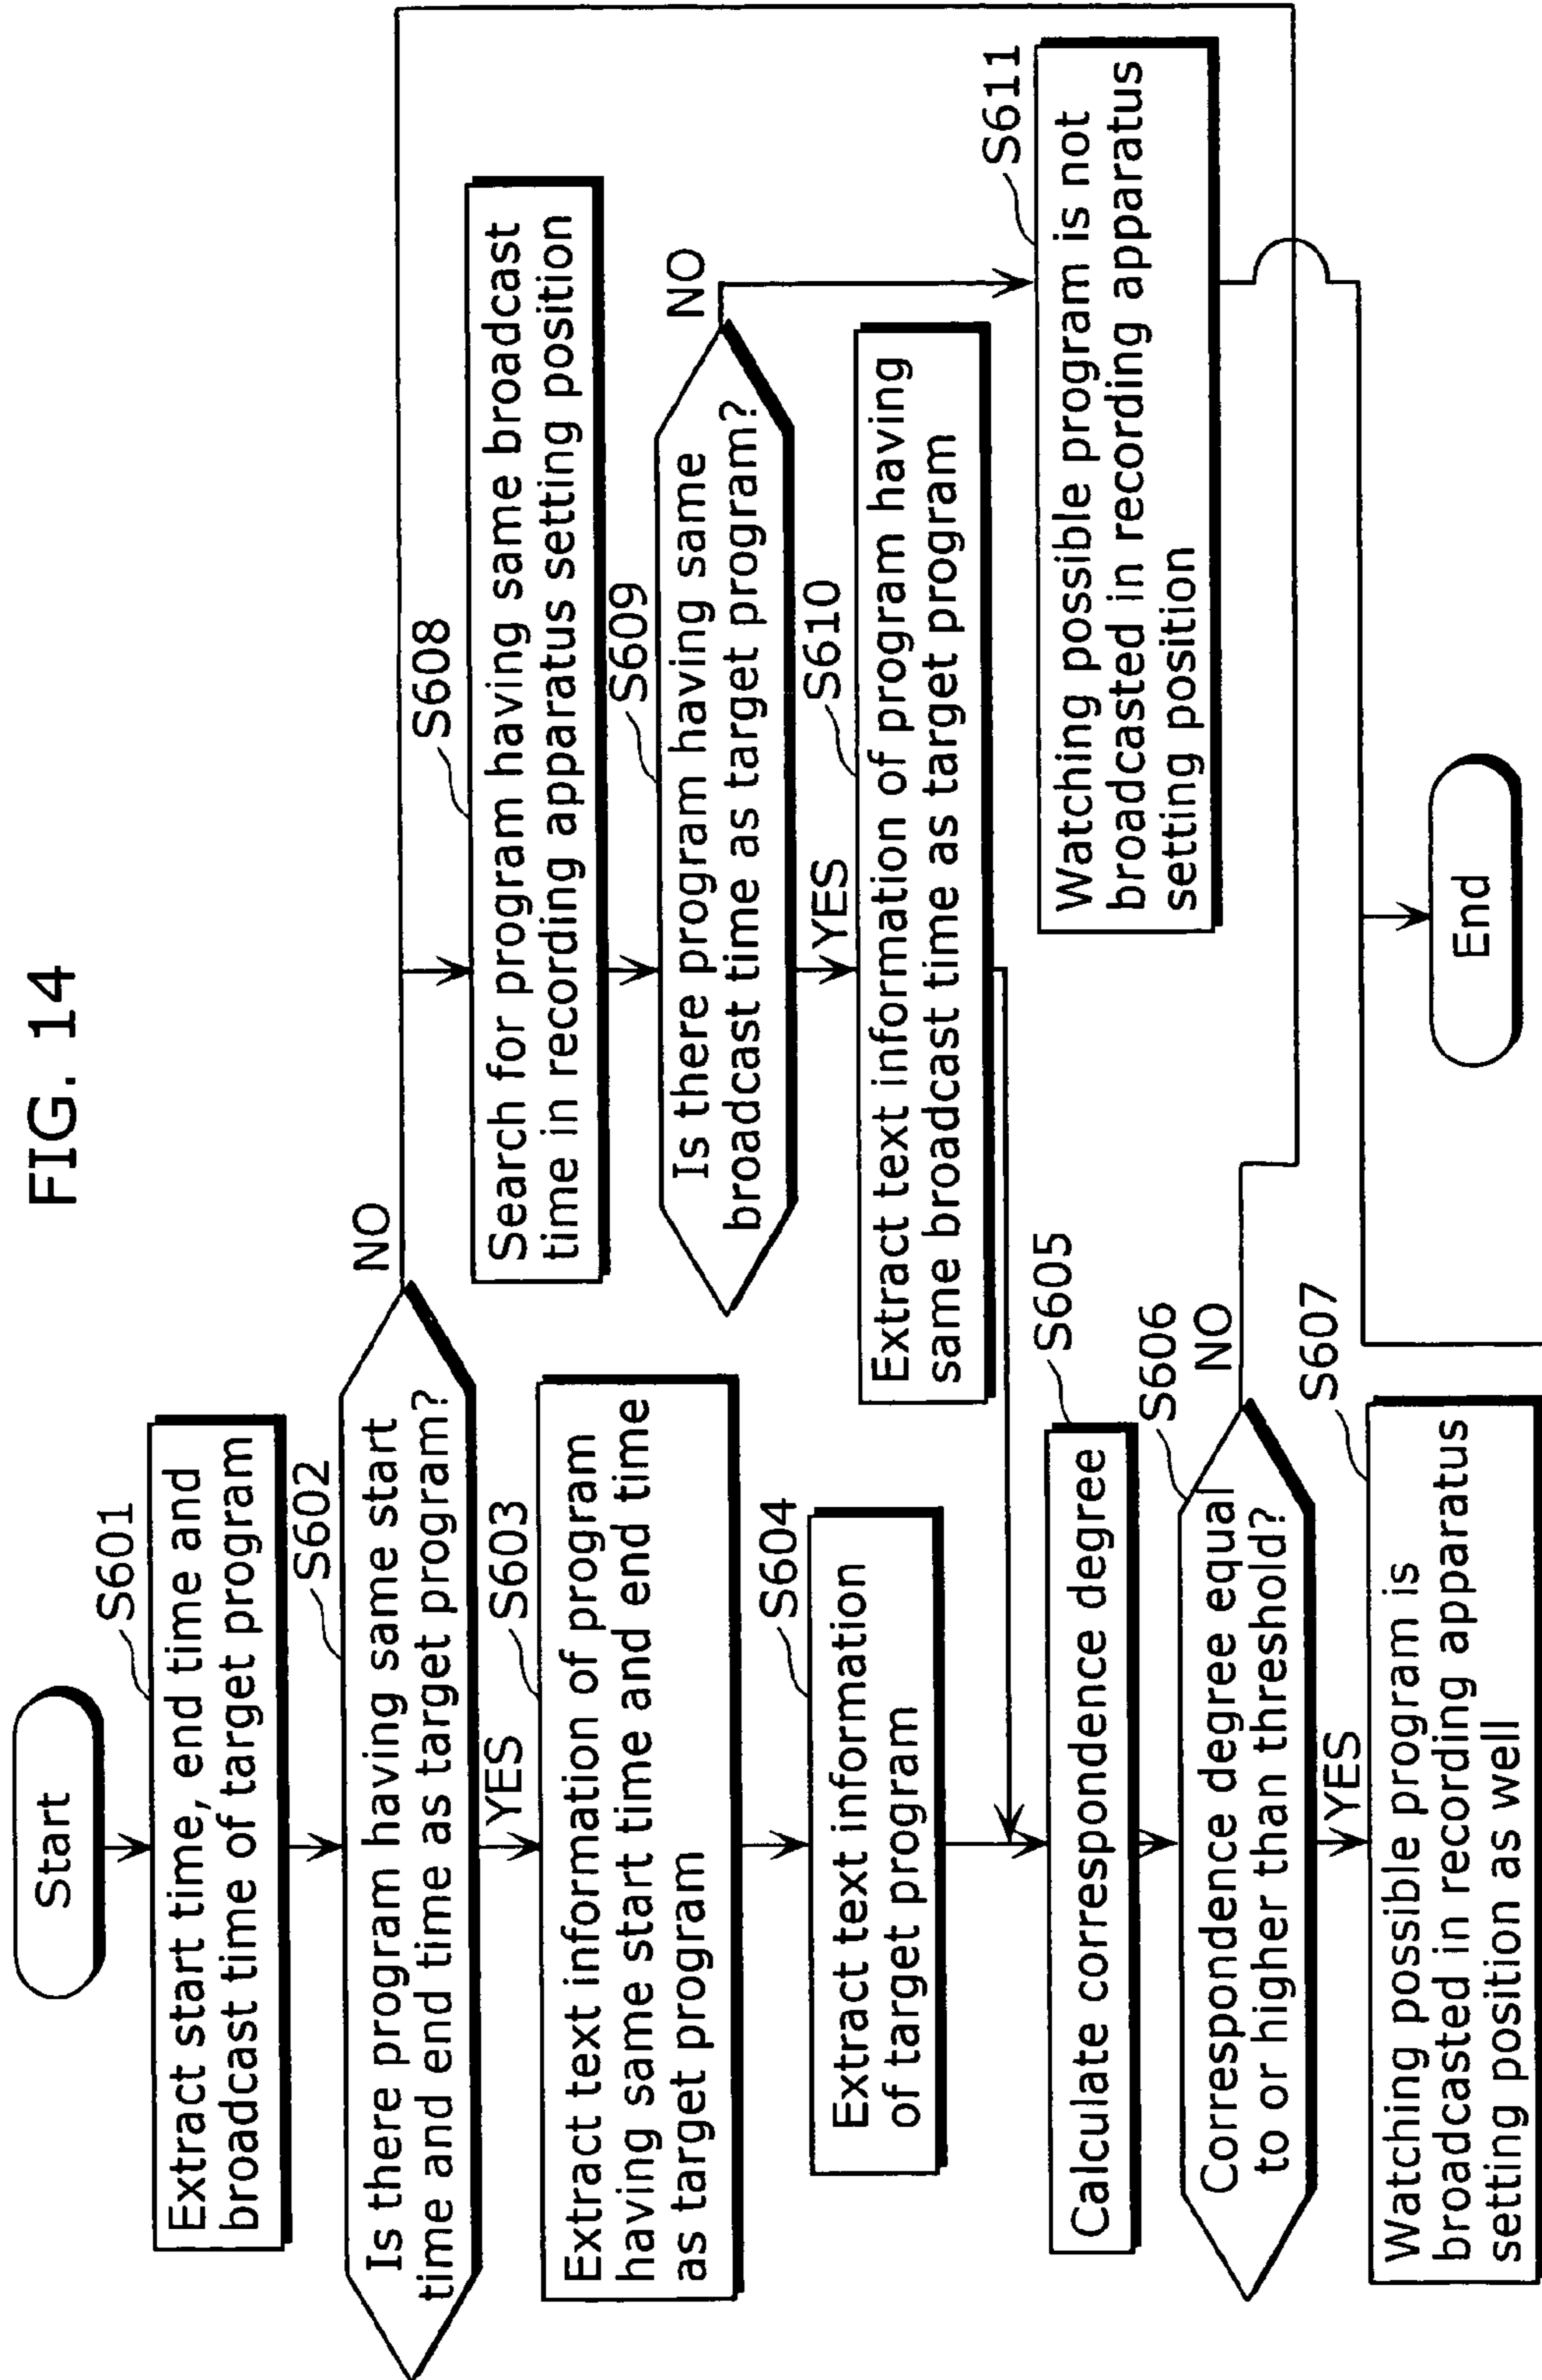 FIG. 14
Start
S601
Extract start time, end time and
broadcast time of target program
S602
Is there program having same start
time and end time as target program?
NO
YES
S603
Extract text information of program
having same start time and end time
as target program
S604
Extract text information
of target program
S605
Calculate correspondence degree
S606
Correspondence degree equal
to or higher than threshold?
NO
YES
S607
Watching possible program is
broadcasted in recording apparatus
setting position as well
S608
Search for program having same broadcast
time in recording apparatus setting position
S609
Is there program having same
broadcast time as target program?
NO
YES
S610
Extract text information of program having
same broadcast time as target program
S611
Watching possible program is not
broadcasted in recording apparatus
setting position
End